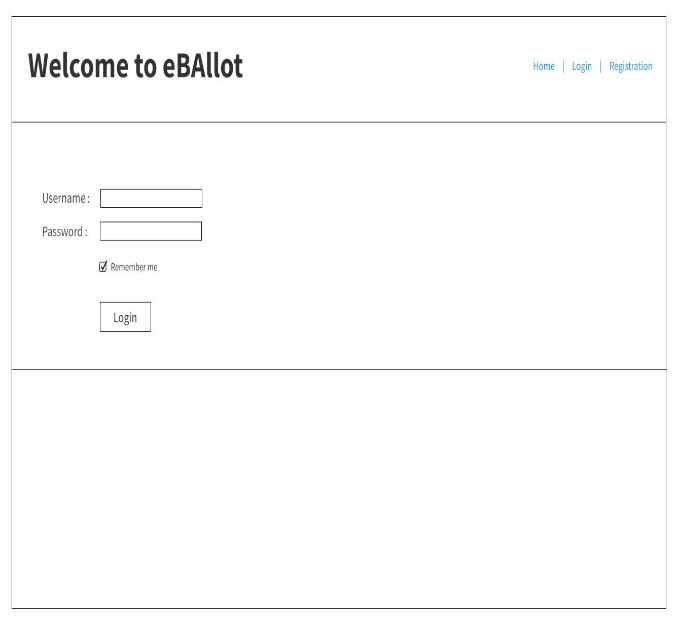 Welcome to eBAllot
Home | Login | Registration
Username :
Password :
Remember me
Login